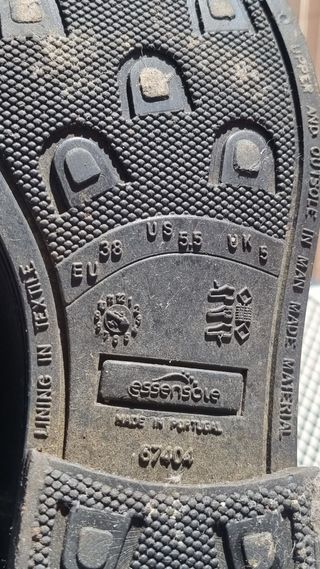 UPPER AND OUTSOLE IN MAN MADE MATERIAL
EU 38 US 5.5 UK 5
LINING IN TEXTILE
essensole
MADE IN PORTUGAL
67404